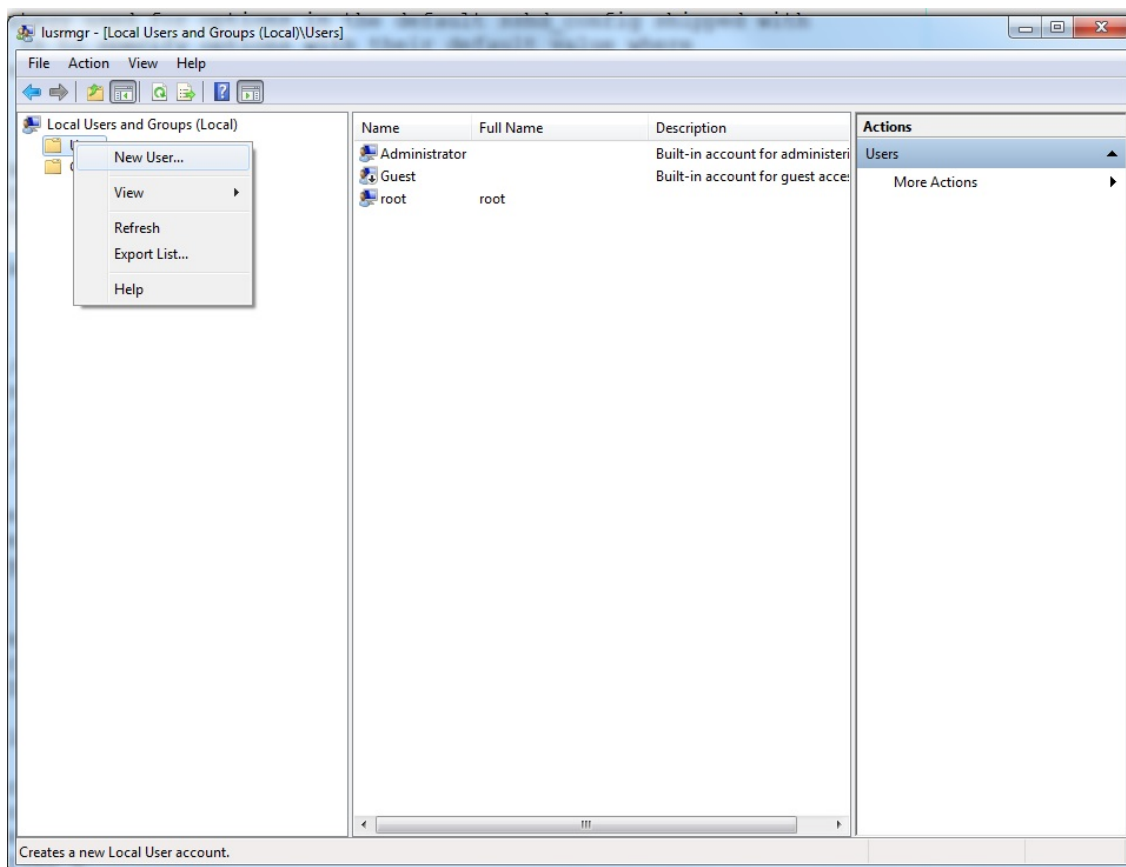 lusrmgr - [Local Users and Groups (Local)\Users]
File Action View Help
Local Users and Groups (Local)
New User...
View
Refresh
Export List...
Help
Name Full Name Description
Administrator Built-in account for administeri
Guest Built-in account for guest acces
root root
Actions
Users
More Actions
Creates a new Local User account.